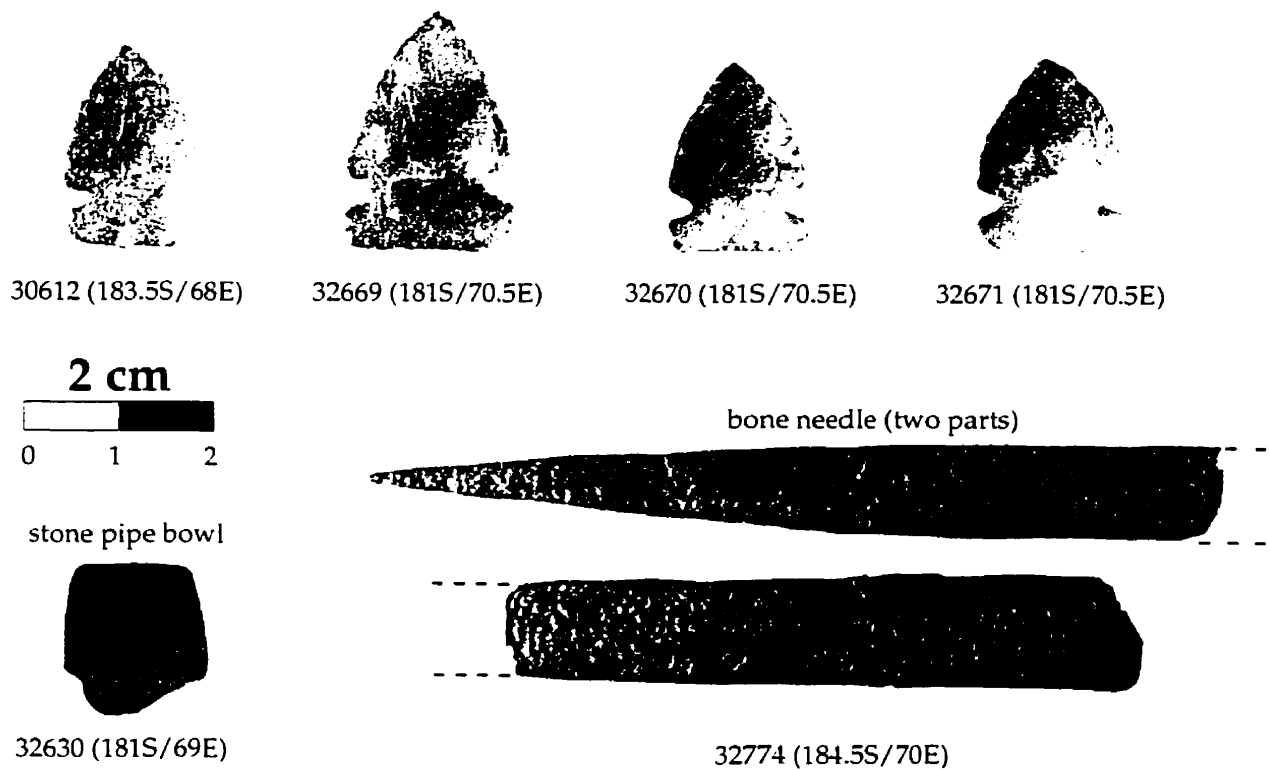 30612 (183.5S/68E)
32669 (181S/70.5E)
32670 (181S/70.5E)
32671 (181S/70.5E)
2 cm
0 1 2
bone needle (two parts)
stone pipe bowl
32630 (181S/69E)
32774 (184.5S/70E)